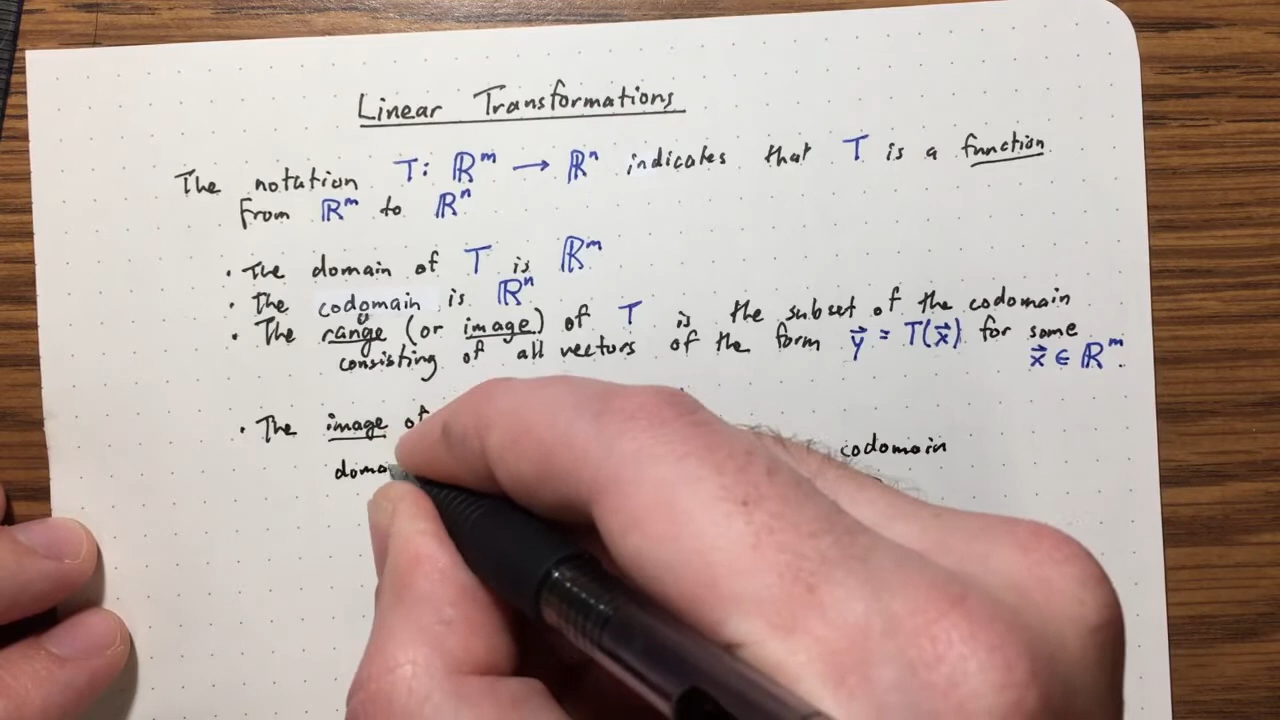 Linear Transformations
The notation T: ℝᵐ → ℝⁿ indicates that T is a function
from ℝᵐ to ℝⁿ
• The domain of T is ℝᵐ
• The codomain is ℝⁿ
• The range (or image) of T is the subset of the codomain
consisting of all vectors of the form y⃗ = T(x⃗) for some
x⃗ ∈ ℝᵐ.
• The image of
codomain